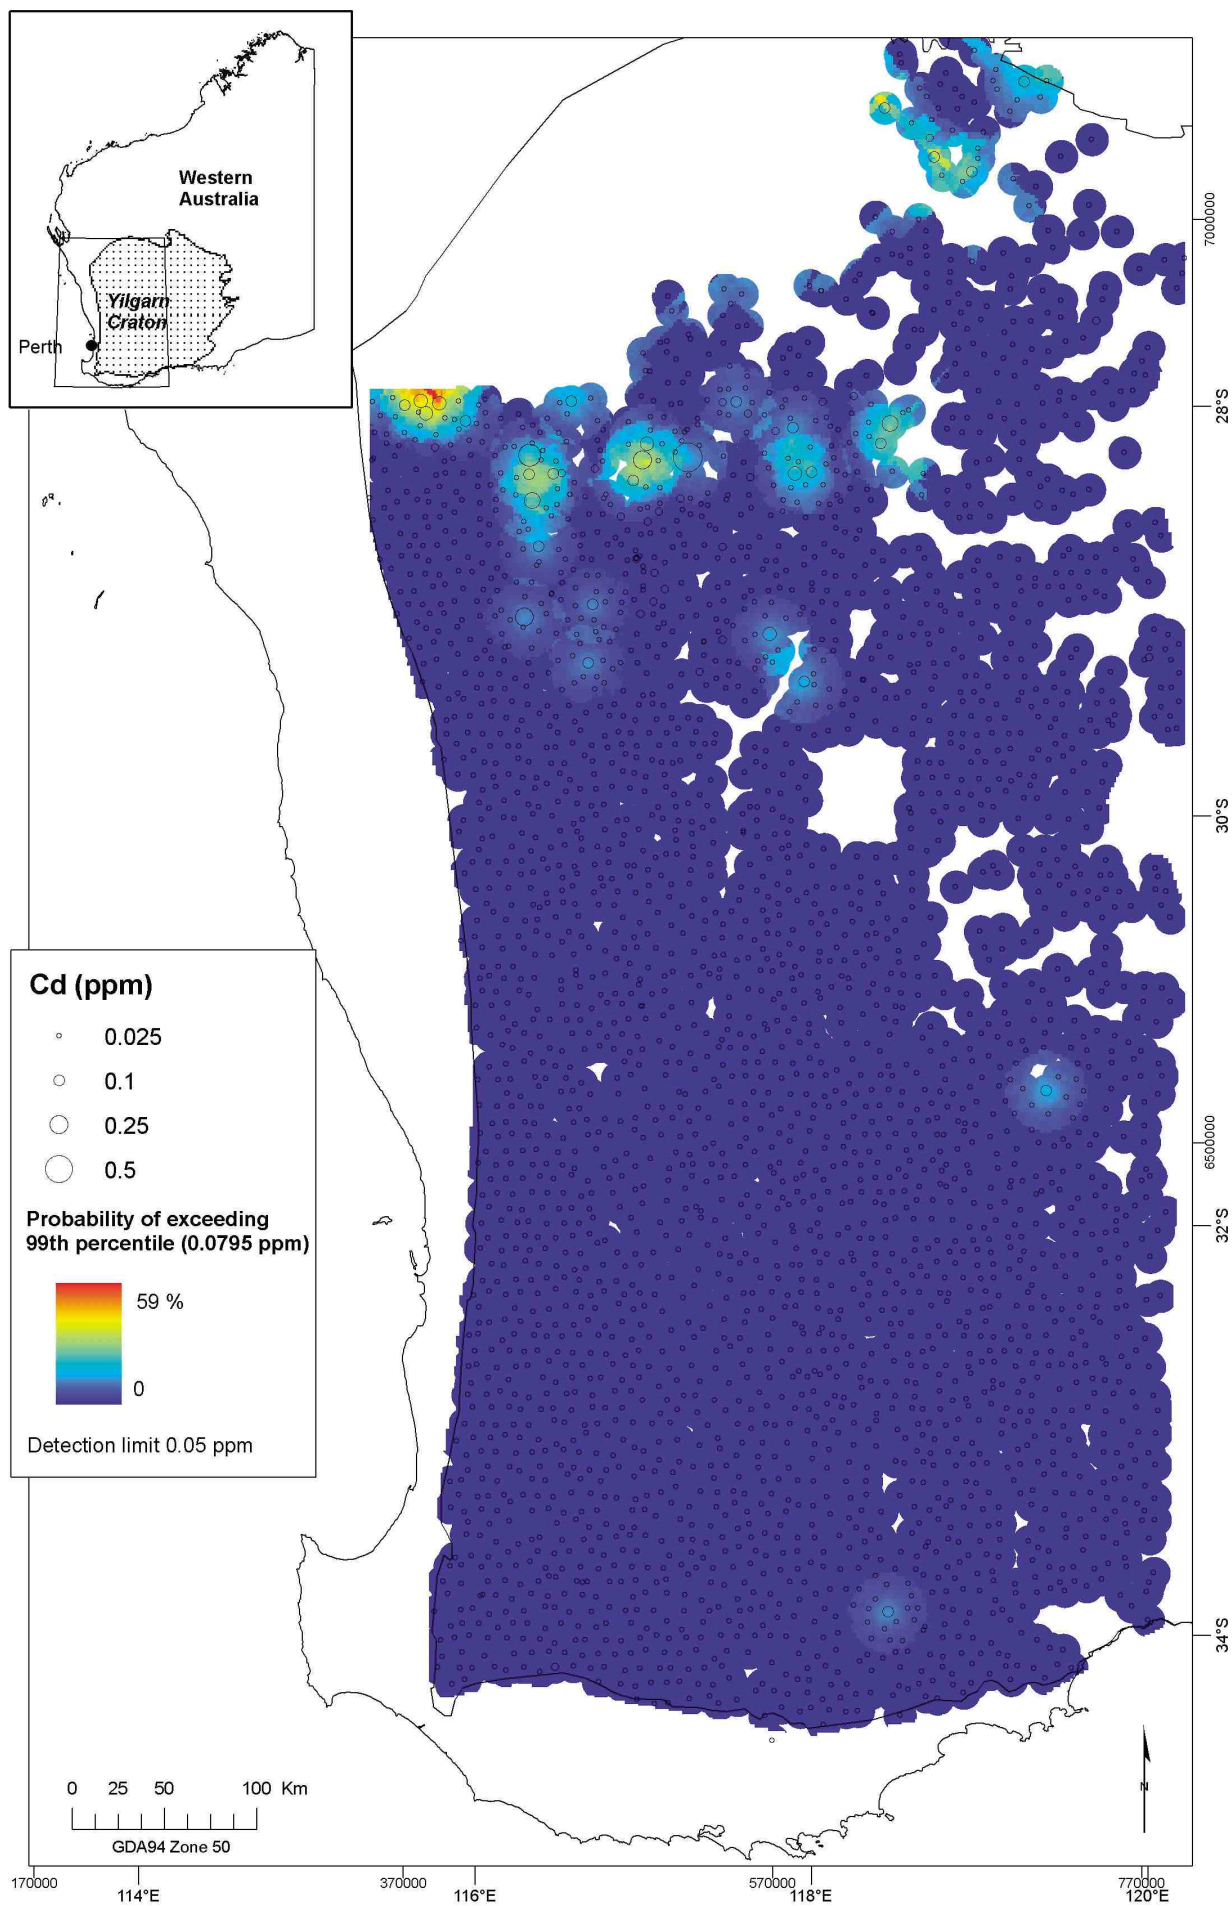 Western
Australia
Yilgarn
Craton
Perth
7000000
28°S
30°S
6500000
32°S
34°S
Cd (ppm)
0.025
0.1
0.25
0.5
Probability of exceeding
99th percentile (0.0795 ppm)
59 %
0
Detection limit 0.05 ppm
0 25 50 100 Km
GDA94 Zone 50
N
170000 370000 570000 770000
114°E 116°E 118°E 120°E